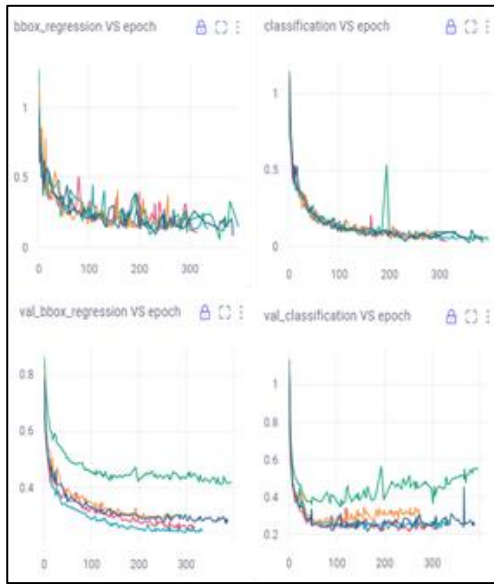 bbox_regression VS epoch
classification VS epoch
1
0.5
0
0 100 200 300
1
0.5
0
0 100 200 300
val_bbox_regression VS epoch
val_classification VS epoch
0.8
0.6
0.4
0 100 200 300
1
0.8
0.6
0.4
0.2
0 100 200 300